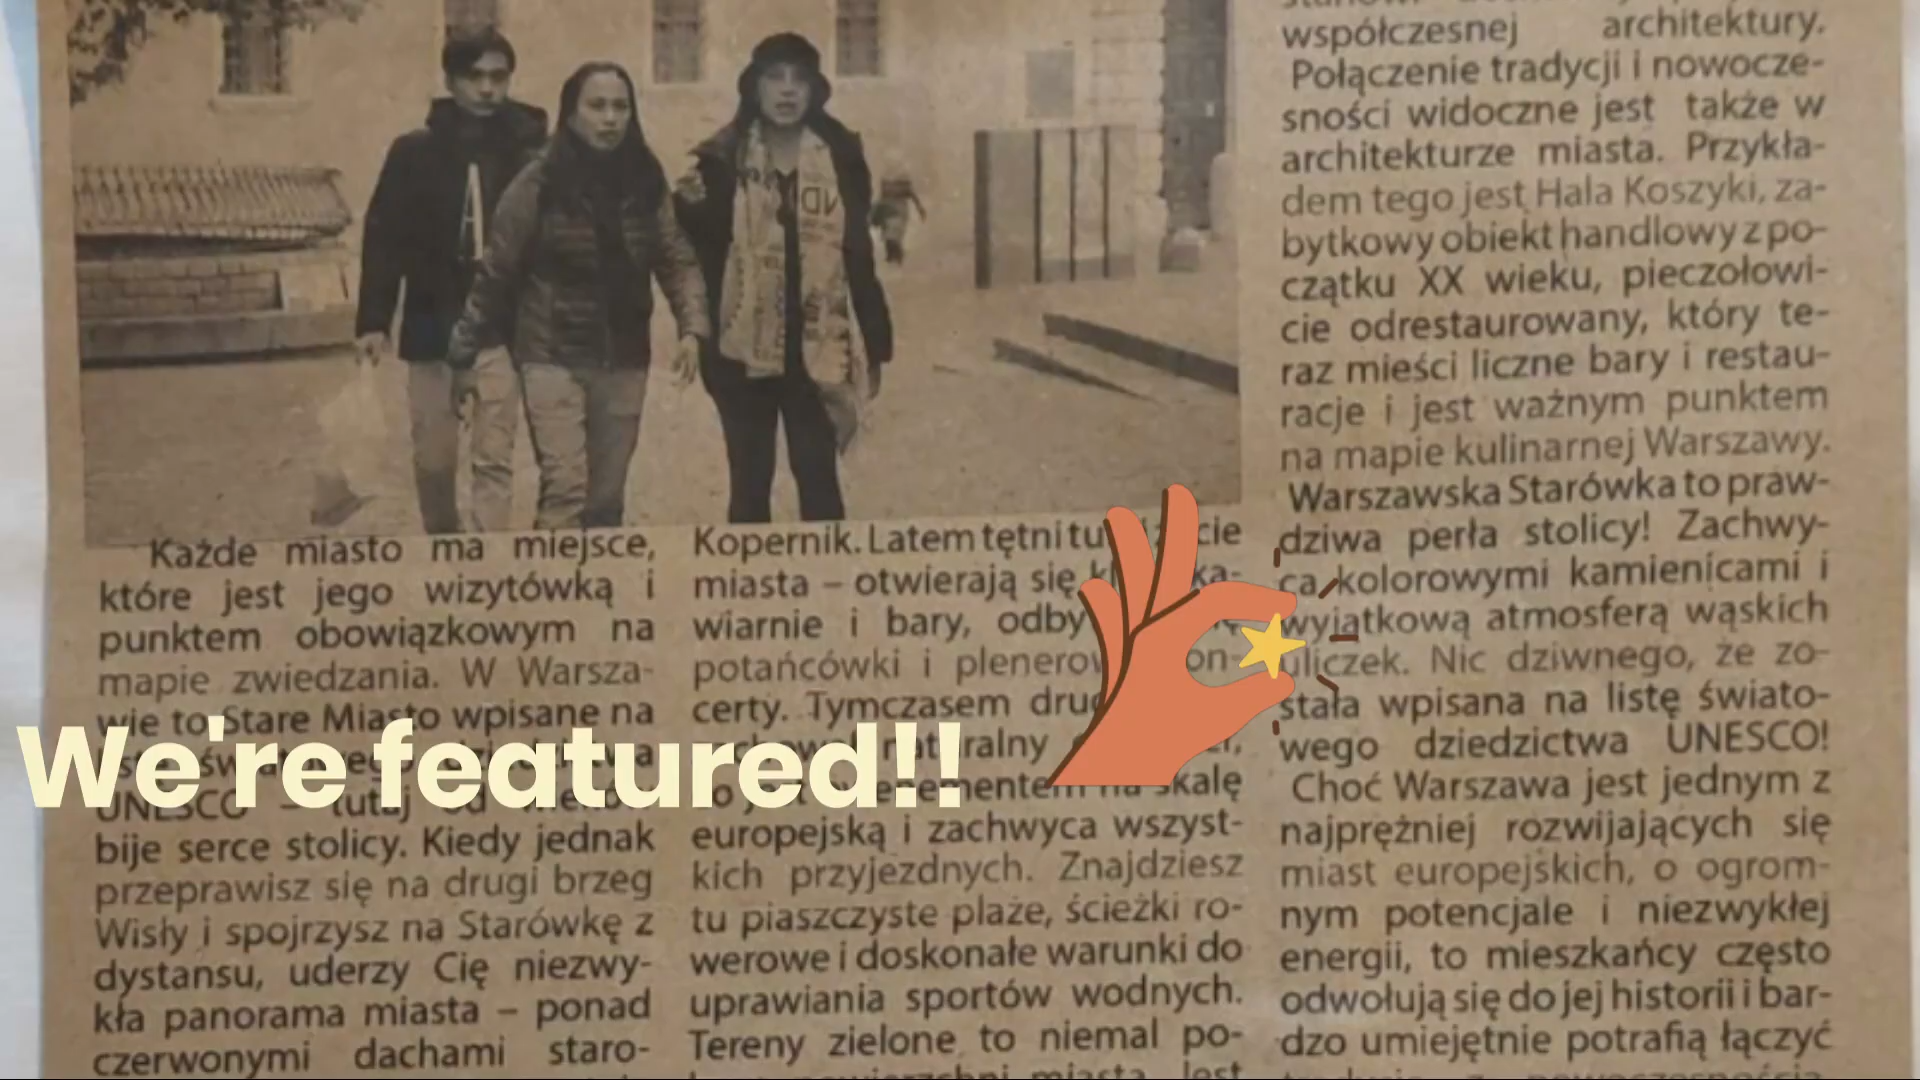 Każde miasto ma miejsce,
które jest jego wizytówką i
punktem obowiązkowym na
mapie zwiedzania. W Warsza-
wie to Stare Miasto wpisane na
UNESCO – tutaj od
bije serce stolicy. Kiedy jednak
przeprawisz się na drugi brzeg
Wisły i spojrzysz na Starówkę z
dystansu, uderzy Cię niezwy-
kła panorama miasta – ponad
czerwonymi dachami staro-
Kopernik. Latem tętni tu
miasta – otwierają się
wiarnie i bary,
potańcówki i
certy. Tymczasem
naturalny
skalę
europejską i zachwyca wszyst-
kich przyjezdnych. Znajdziesz
tu piaszczyste plaże, ścieżki ro-
werowe i doskonałe warunki do
uprawiania sportów wodnych.
Tereny zielone to niemal po-
miasta. Jest
współczesnej architektury.
Połączenie tradycji i nowocze-
sności widoczne jest także w
architekturze miasta. Przykła-
dem tego jest Hala Koszyki, za-
bytkowy obiekt handlowy z po-
czątku XX wieku, pieczołowi-
cie odrestaurowany, który te-
raz mieści liczne bary i restau-
racje i jest ważnym punktem
na mapie kulinarnej Warszawy.
Warszawska Starówka to praw-
dziwa perła stolicy! Zachwy-
ca kolorowymi kamienicami i
wyjątkową atmosferą wąskich
uliczek. Nic dziwnego, że zo-
stała wpisana na listę świato-
wego dziedzictwa UNESCO!
Choć Warszawa jest jednym z
najprężniej rozwijających się
miast europejskich, o ogrom-
nym potencjale i niezwykłej
energii, to mieszkańcy często
odwołują się do jej historii i bar-
dzo umiejętnie potrafią łączyć
We're featured!!